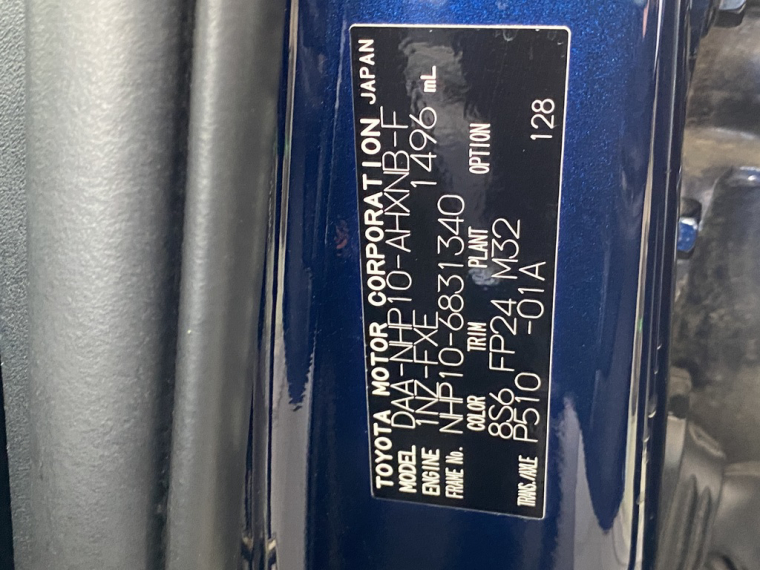 TOYOTA MOTOR CORPORATION JAPAN
MODEL DAA-NHP10-AHXNB-F
ENGINE 1NZ-FXE 1496 mL
FRAME No. NHP10-6831340
COLOR TRIM PLANT OPTION
8S6 FP24 M32
TRANS./AXLE P510 -01A 128